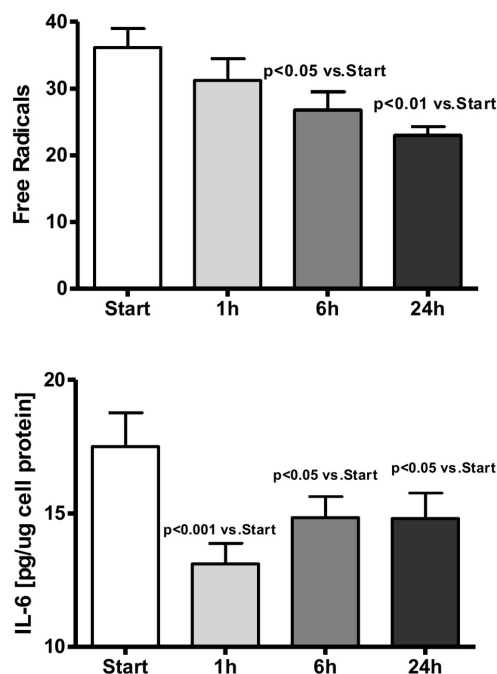 Free Radicals
40
30
20
10
0
p<0.05 vs.Start
p<0.01 vs.Start
Start 1h 6h 24h
IL-6 [pg/ug cell protein]
20
15
10
p<0.001 vs.Start
p<0.05 vs.Start
p<0.05 vs.Start
Start 1h 6h 24h